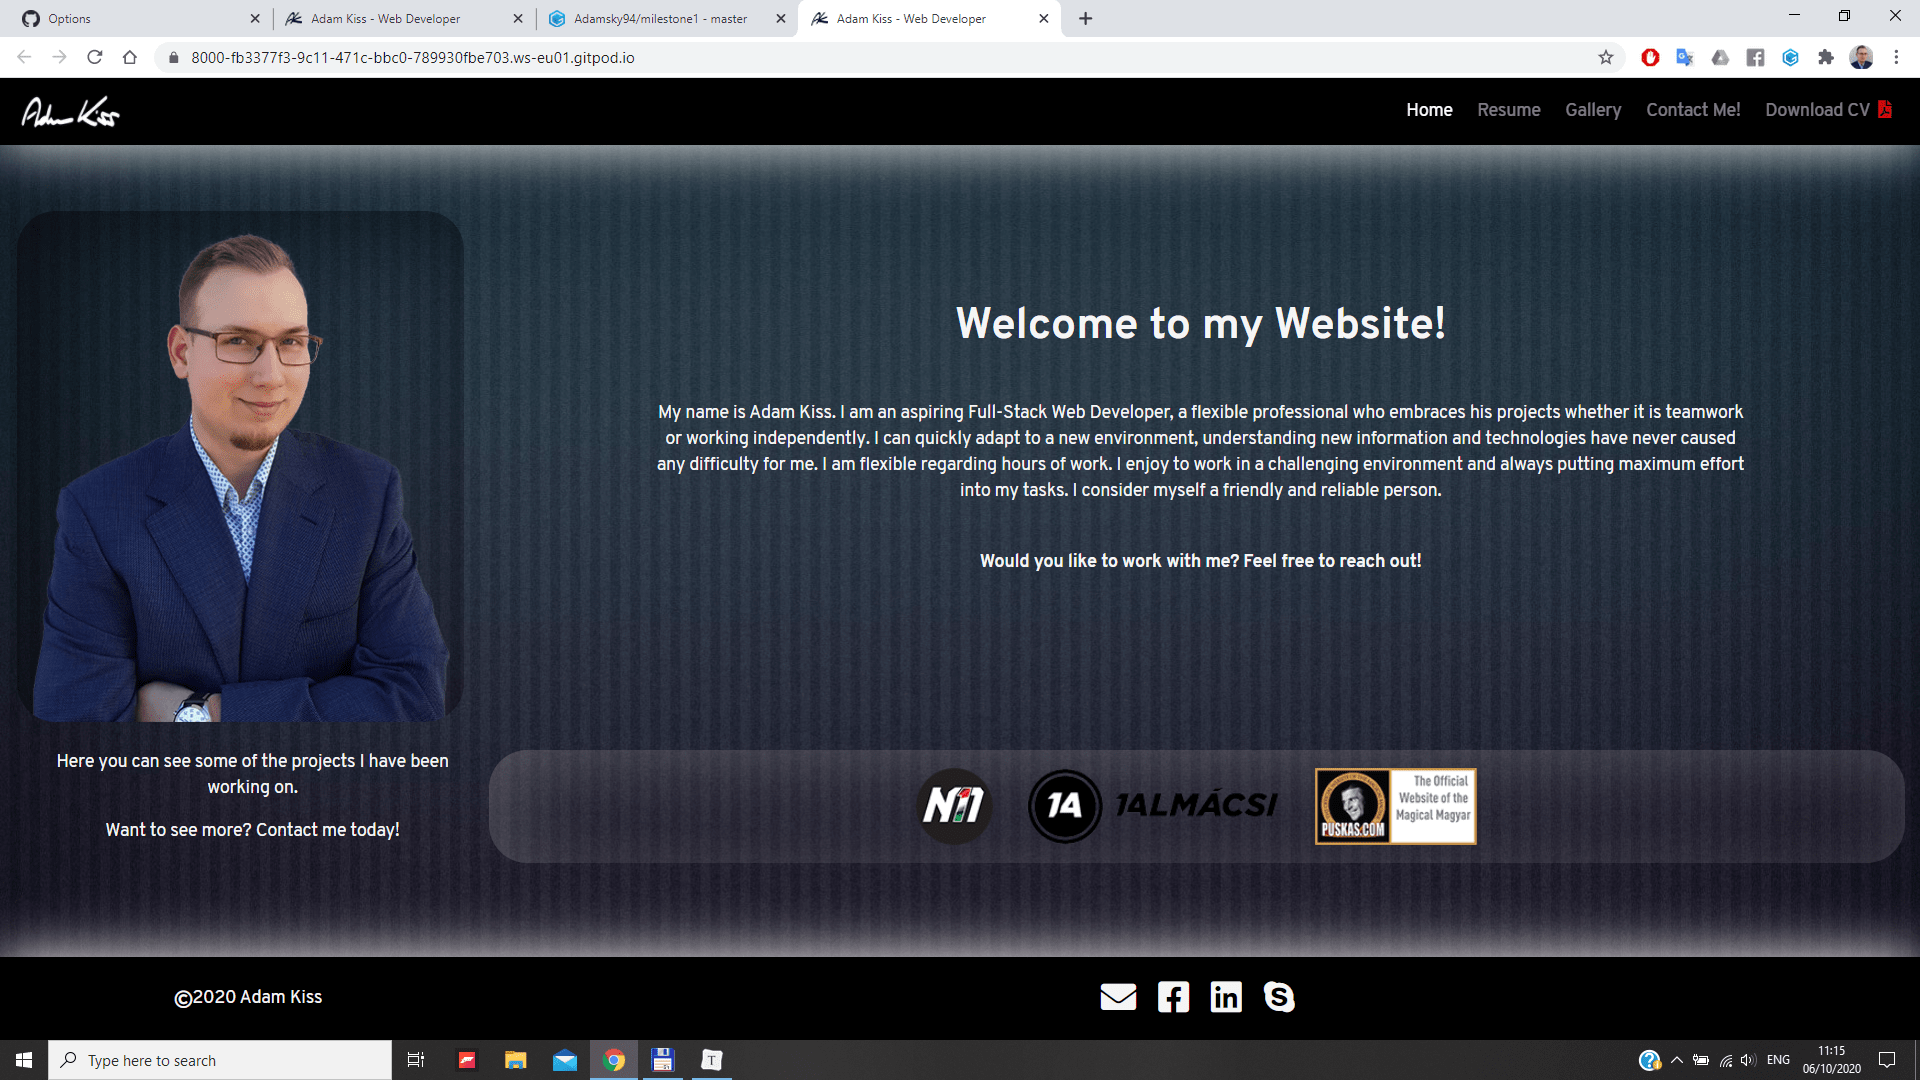 Options
Adam Kiss - Web Developer
Adamsky94/milestone1 - master
Adam Kiss - Web Developer
8000-fb3377f3-9c11-471c-bbc0-789930fbe703.ws-eu01.gitpod.io
Adam Kiss
Home
Resume
Gallery
Contact Me!
Download CV
Welcome to my Website!
My name is Adam Kiss. I am an aspiring Full-Stack Web Developer, a flexible professional who embraces his projects whether it is teamwork
or working independently. I can quickly adapt to a new environment, understanding new information and technologies have never caused
any difficulty for me. I am flexible regarding hours of work. I enjoy to work in a challenging environment and always putting maximum effort
into my tasks. I consider myself a friendly and reliable person.
Would you like to work with me? Feel free to reach out!
Here you can see some of the projects I have been
working on.
Want to see more? Contact me today!
N11
1A
1ALMÁCSI
PUSKAS.COM
The Official
Website of the
Magical Magyar
©2020 Adam Kiss
Type here to search
T
ENG
11:15
06/10/2020